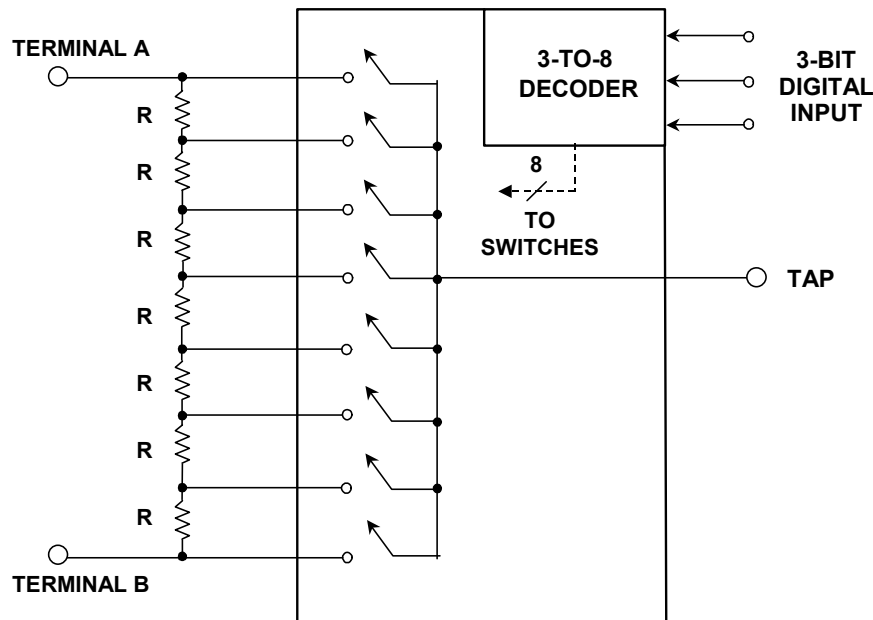 TERMINAL A
R
R
R
R
R
R
R
TERMINAL B
3-TO-8
DECODER
8
TO
SWITCHES
3-BIT
DIGITAL
INPUT
TAP